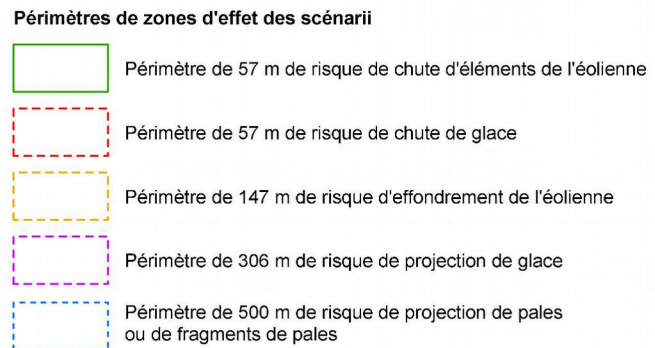 Périmètres de zones d'effet des scénarii
Périmètre de 57 m de risque de chute d'éléments de l'éolienne
Périmètre de 57 m de risque de chute de glace
Périmètre de 147 m de risque d'effondrement de l'éolienne
Périmètre de 306 m de risque de projection de glace
Périmètre de 500 m de risque de projection de pales
ou de fragments de pales